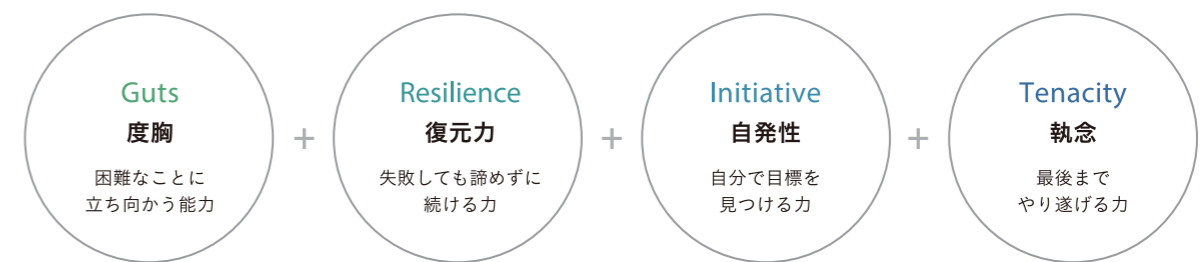 Guts
度胸
困難なことに
立ち向かう能力
+
Resilience
復元力
失敗しても諦めずに
続ける力
+
Initiative
自発性
自分で目標を
見つける力
+
Tenacity
執念
最後まで
やり遂げる力